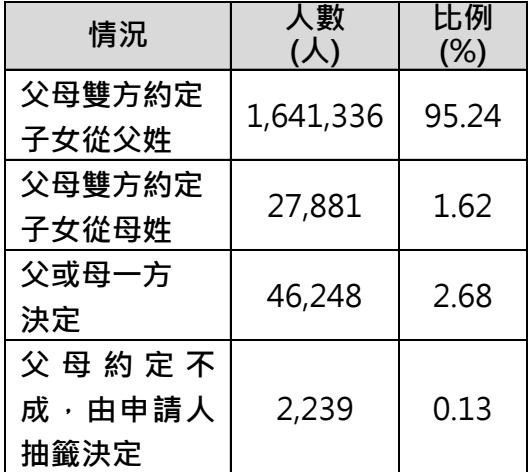 情況 人數 比例
(人) (%)
父母雙方約定
子女從父姓 1,641,336 95.24
父母雙方約定
子女從母姓 27,881 1.62
父或母一方
決定 46,248 2.68
父母約定不
成，由申請人 2,239 0.13
抽籤決定